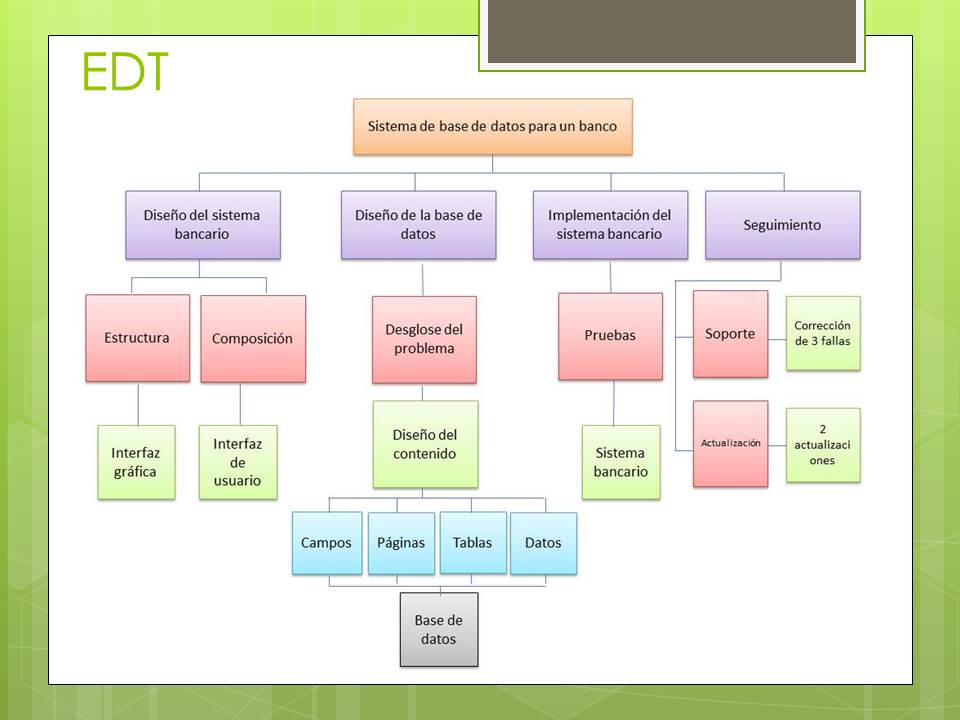 EDT
Sistema de base de datos para un banco
Diseño del sistema
bancario
Diseño de la base de
datos
Implementación del
sistema bancario
Seguimiento
Estructura
Composición
Desglose del
problema
Pruebas
Soporte
Corrección
de 3 fallas
Interfaz
gráfica
Interfaz
de
usuario
Diseño del
contenido
Sistema
bancario
Actualización
2
actualizaci
ones
Campos
Páginas
Tablas
Datos
Base de
datos